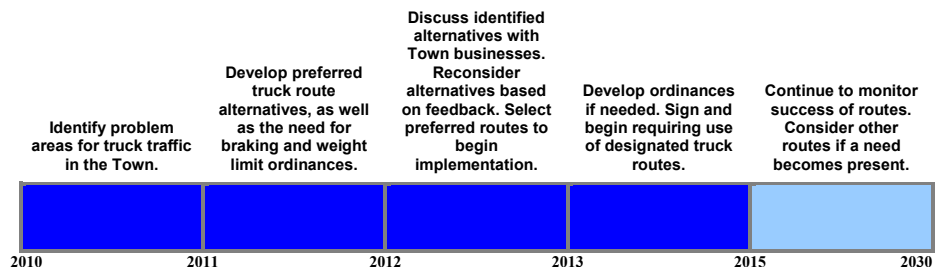 Identify problem
areas for truck traffic
in the Town.
Develop preferred
truck route
alternatives, as well
as the need for
braking and weight
limit ordinances.
Discuss identified
alternatives with
Town businesses.
Reconsider
alternatives based
on feedback. Select
preferred routes to
begin
implementation.
Develop ordinances
if needed. Sign and
begin requiring use
of designated truck
routes.
Continue to monitor
success of routes.
Consider other
routes if a need
becomes present.
2010 2011 2012 2013 2015 2030